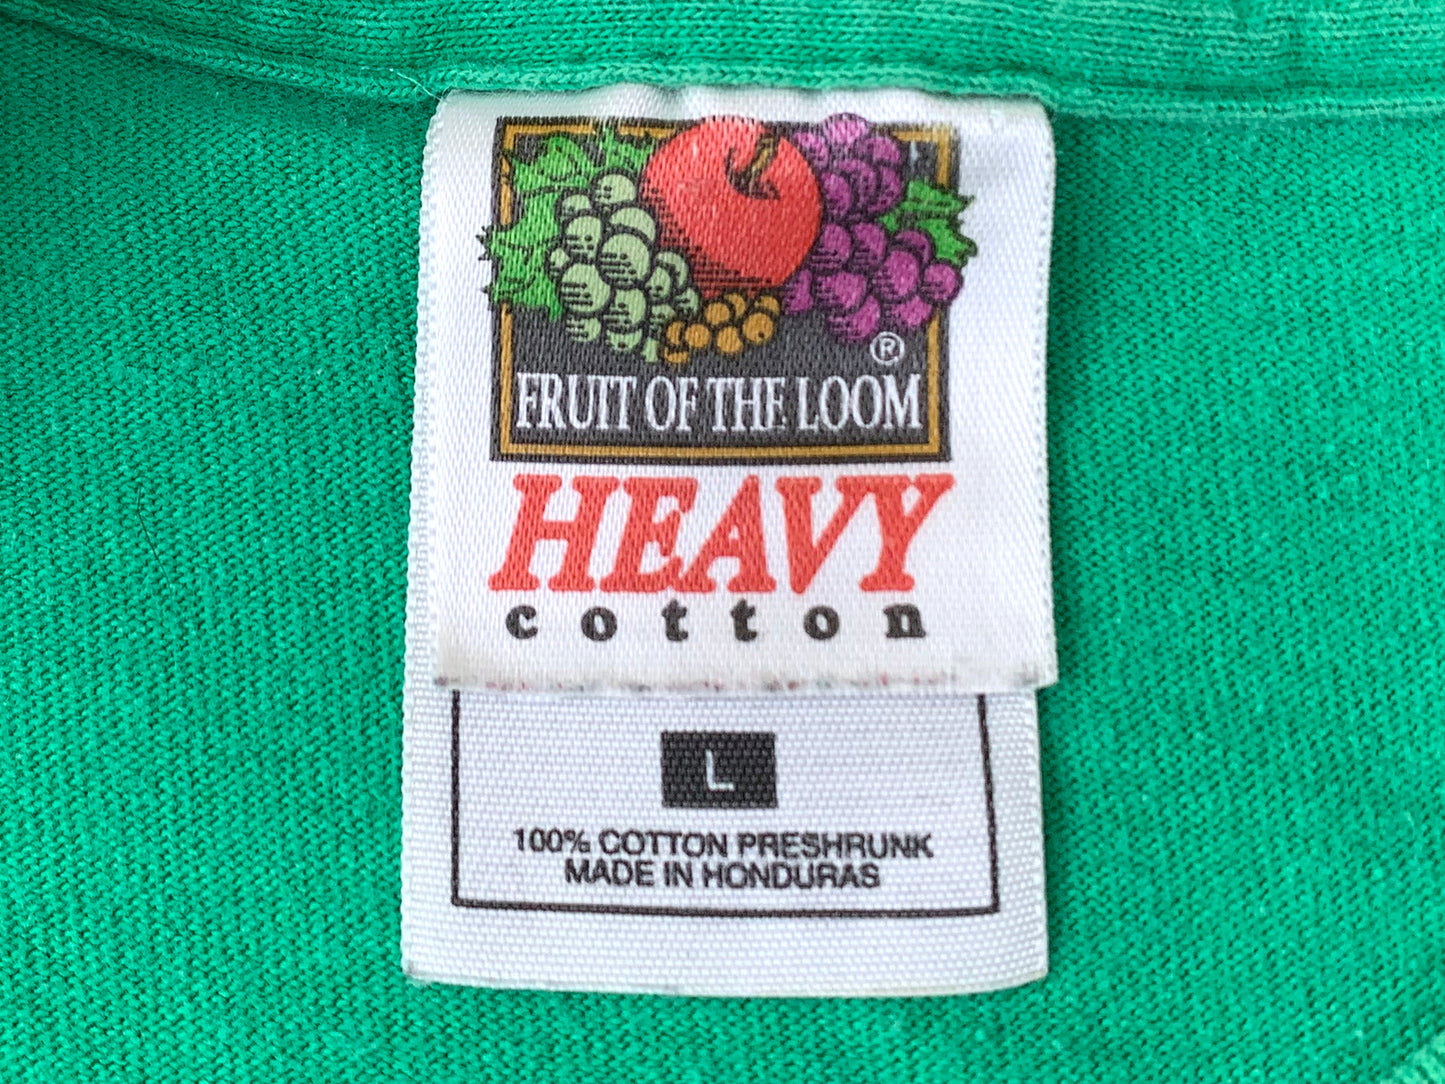 ®
FRUIT OF THE LOOM
HEAVY
cotton
L
100% COTTON PRESHRUNK
MADE IN HONDURAS